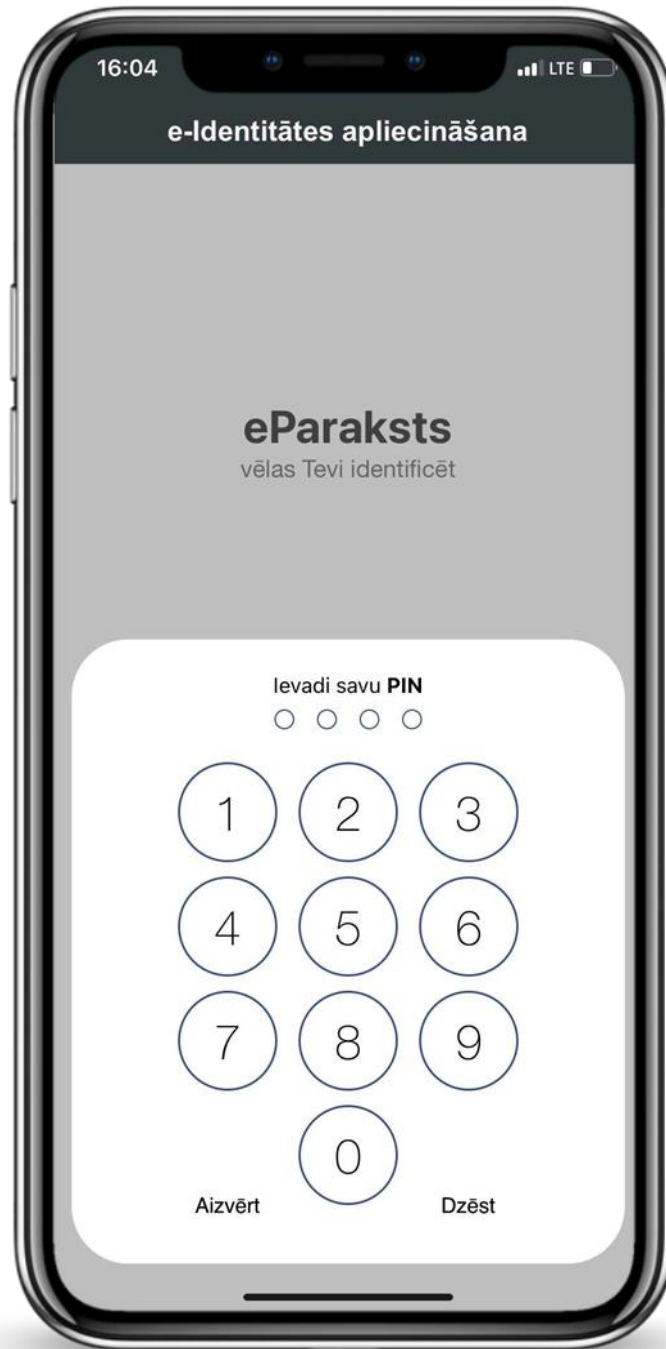 16:04 LTE
e-Identitātes apliecināšana
eParaksts
vēlas Tevi identificēt
Ievadi savu PIN
1 2 3
4 5 6
7 8 9
0
Aizvērt Dzēst